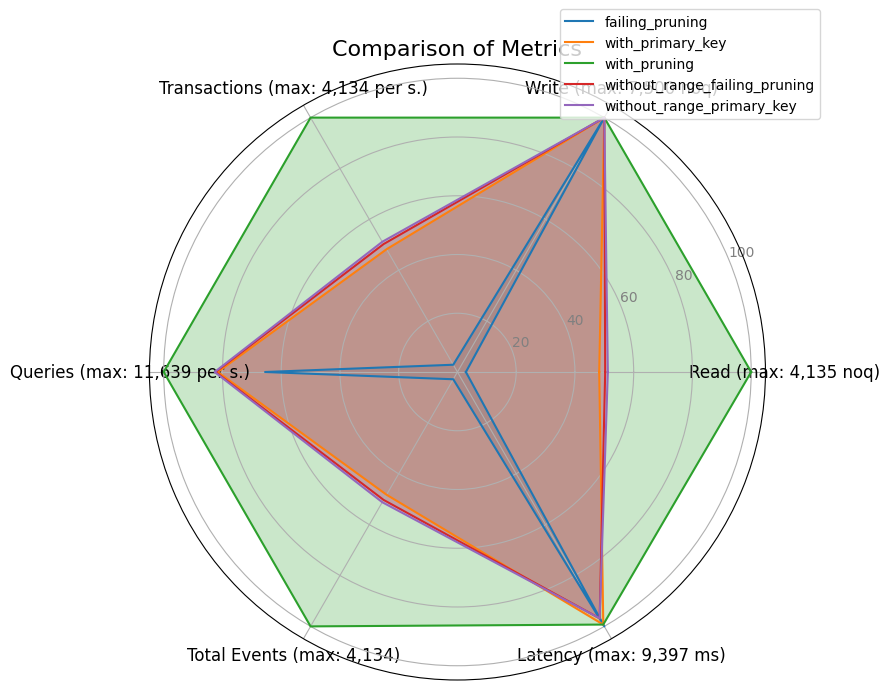 Comparison of Metrics
failing_pruning
with_primary_key
with_pruning
without_range_failing_pruning
without_range_primary_key
Transactions (max: 4,134 per s.)
Write (max:
Queries (max: 11,639 per s.)
Read (max: 4,135 noq)
Total Events (max: 4,134)
Latency (max: 9,397 ms)
20
40
60
80
100